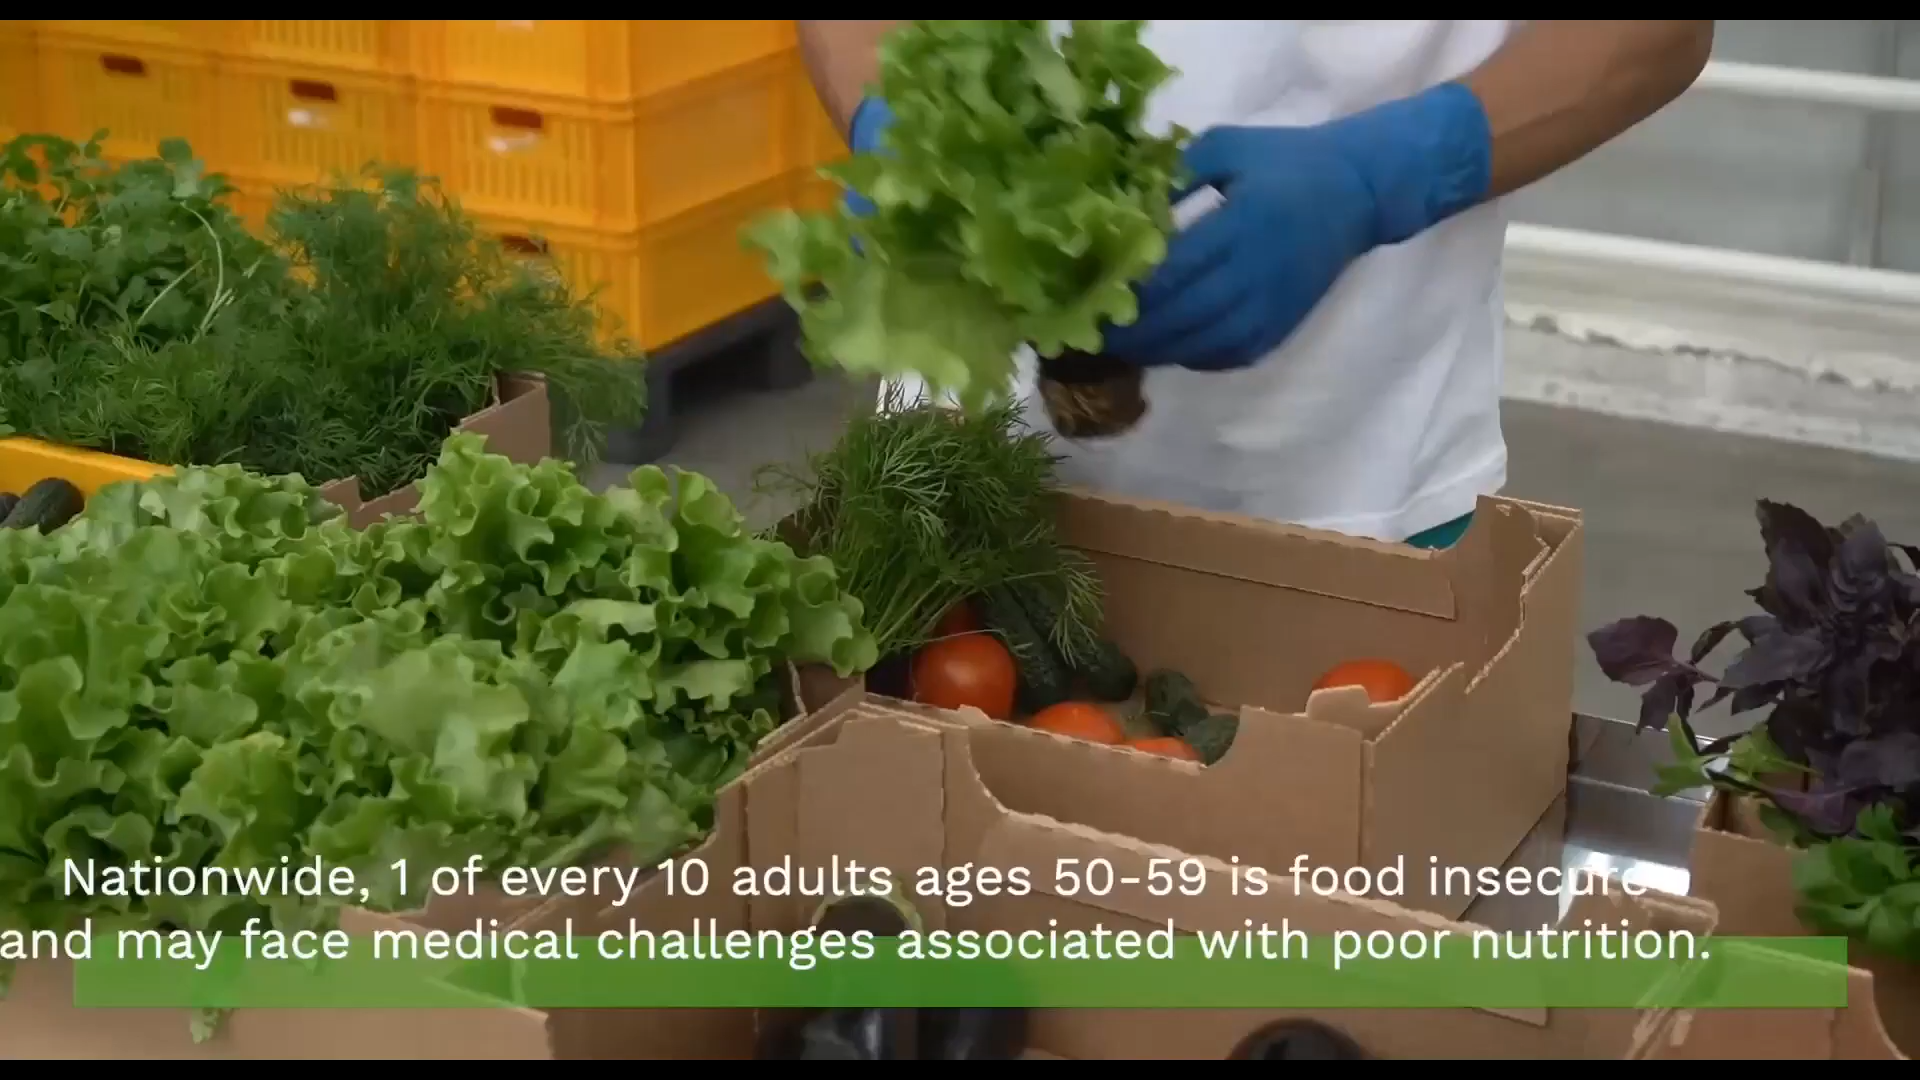 Nationwide, 1 of every 10 adults ages 50-59 is food insecure
and may face medical challenges associated with poor nutrition.